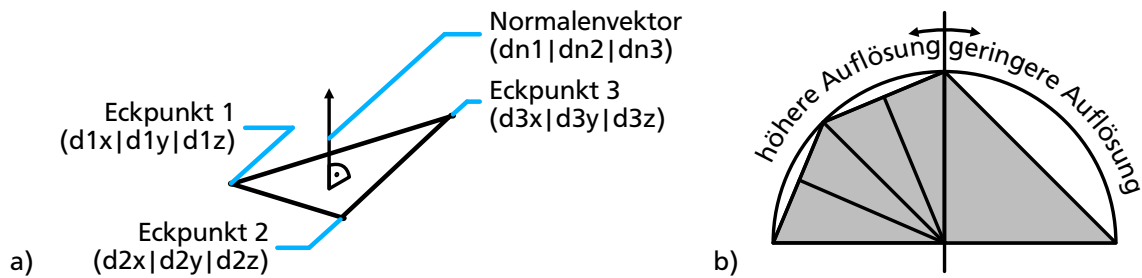 Normalenvektor
(dn1|dn2|dn3)
Eckpunkt 1
(d1x|d1y|d1z)
Eckpunkt 3
(d3x|d3y|d3z)
Eckpunkt 2
(d2x|d2y|d2z)
a)
höhere Auflösung
geringere Auflösung
b)